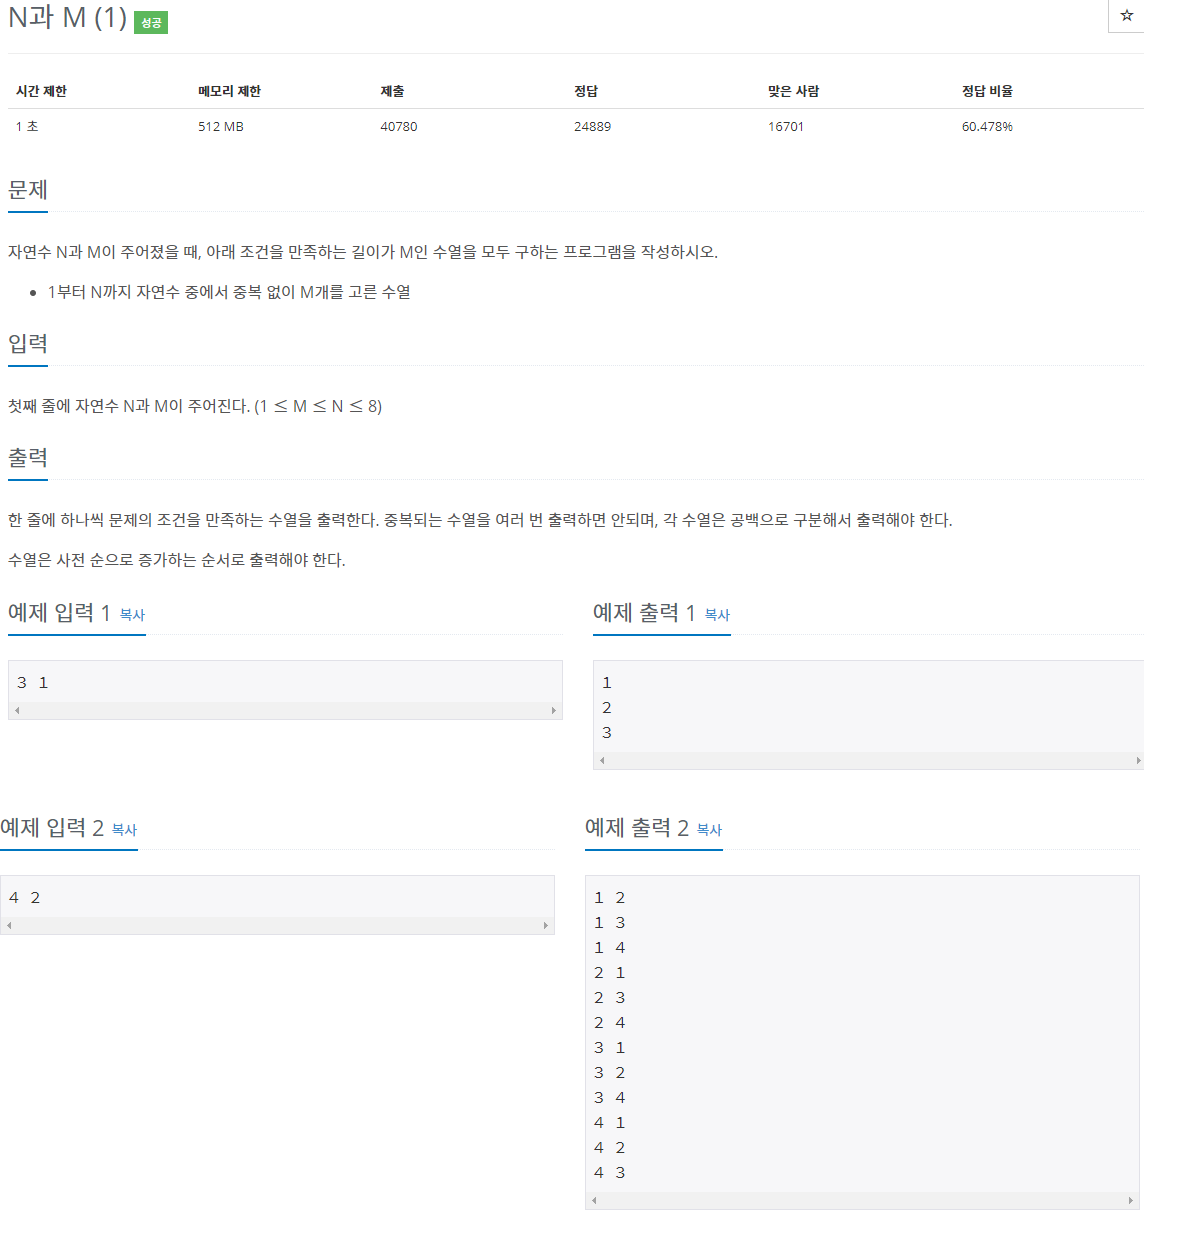 N과 M (1) 성공
☆
시간 제한 메모리 제한 제출 정답 맞은 사람 정답 비율
1 초 512 MB 40780 24889 16701 60.478%
문제
자연수 N과 M이 주어졌을 때, 아래 조건을 만족하는 길이가 M인 수열을 모두 구하는 프로그램을 작성하시오.
• 1부터 N까지 자연수 중에서 중복 없이 M개를 고른 수열
입력
첫째 줄에 자연수 N과 M이 주어진다. (1 ≤ M ≤ N ≤ 8)
출력
한 줄에 하나씩 문제의 조건을 만족하는 수열을 출력한다. 중복되는 수열을 여러 번 출력하면 안되며, 각 수열은 공백으로 구분해서 출력해야 한다.
수열은 사전 순으로 증가하는 순서로 출력해야 한다.
예제 입력 1 복사
3 1
예제 출력 1 복사
1
2
3
예제 입력 2 복사
4 2
예제 출력 2 복사
1 2
1 3
1 4
2 1
2 3
2 4
3 1
3 2
3 4
4 1
4 2
4 3